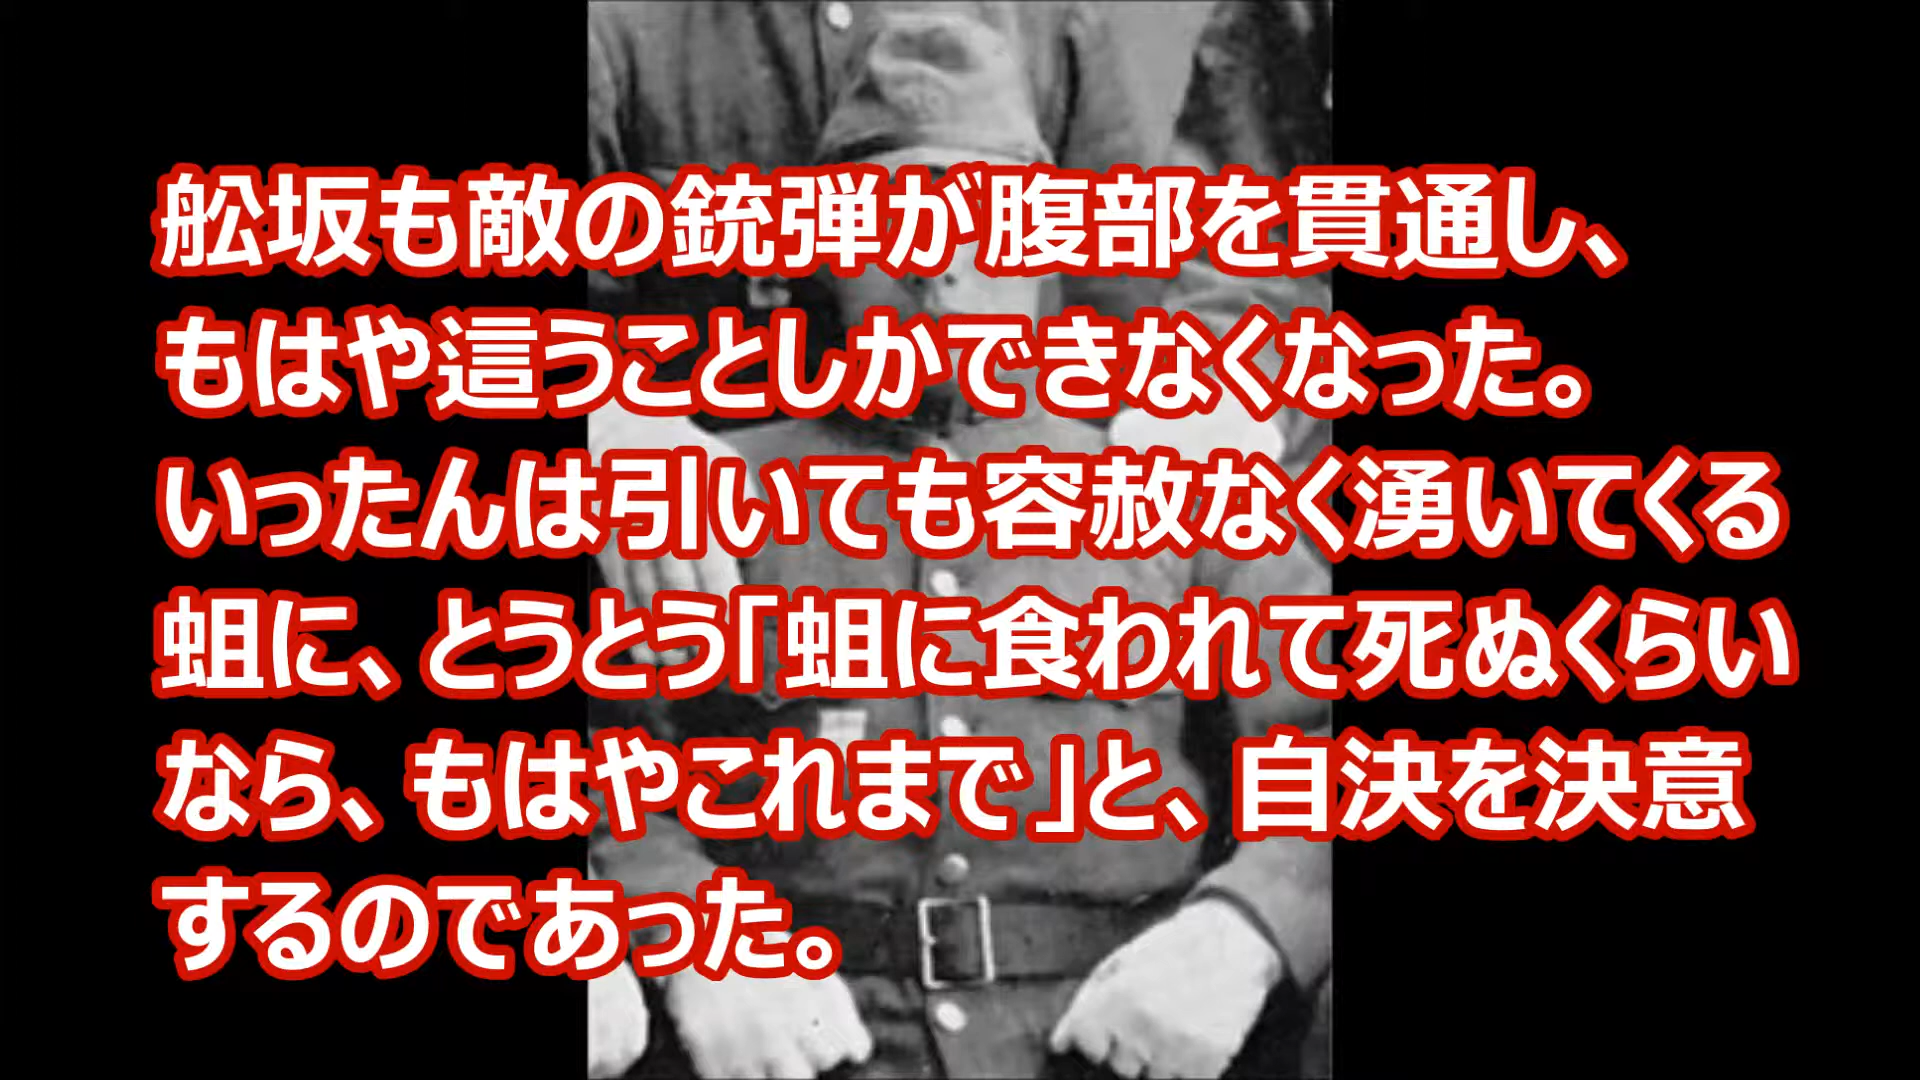 舩坂も敵の銃弾が腹部を貫通し、
もはや這うことしかできなくなった。
いったんは引いても容赦なく湧いてくる
蛆に、とうとう「蛆に食われて死ぬくらい
なら、もはやこれまで」と、自決を決意
するのであった。